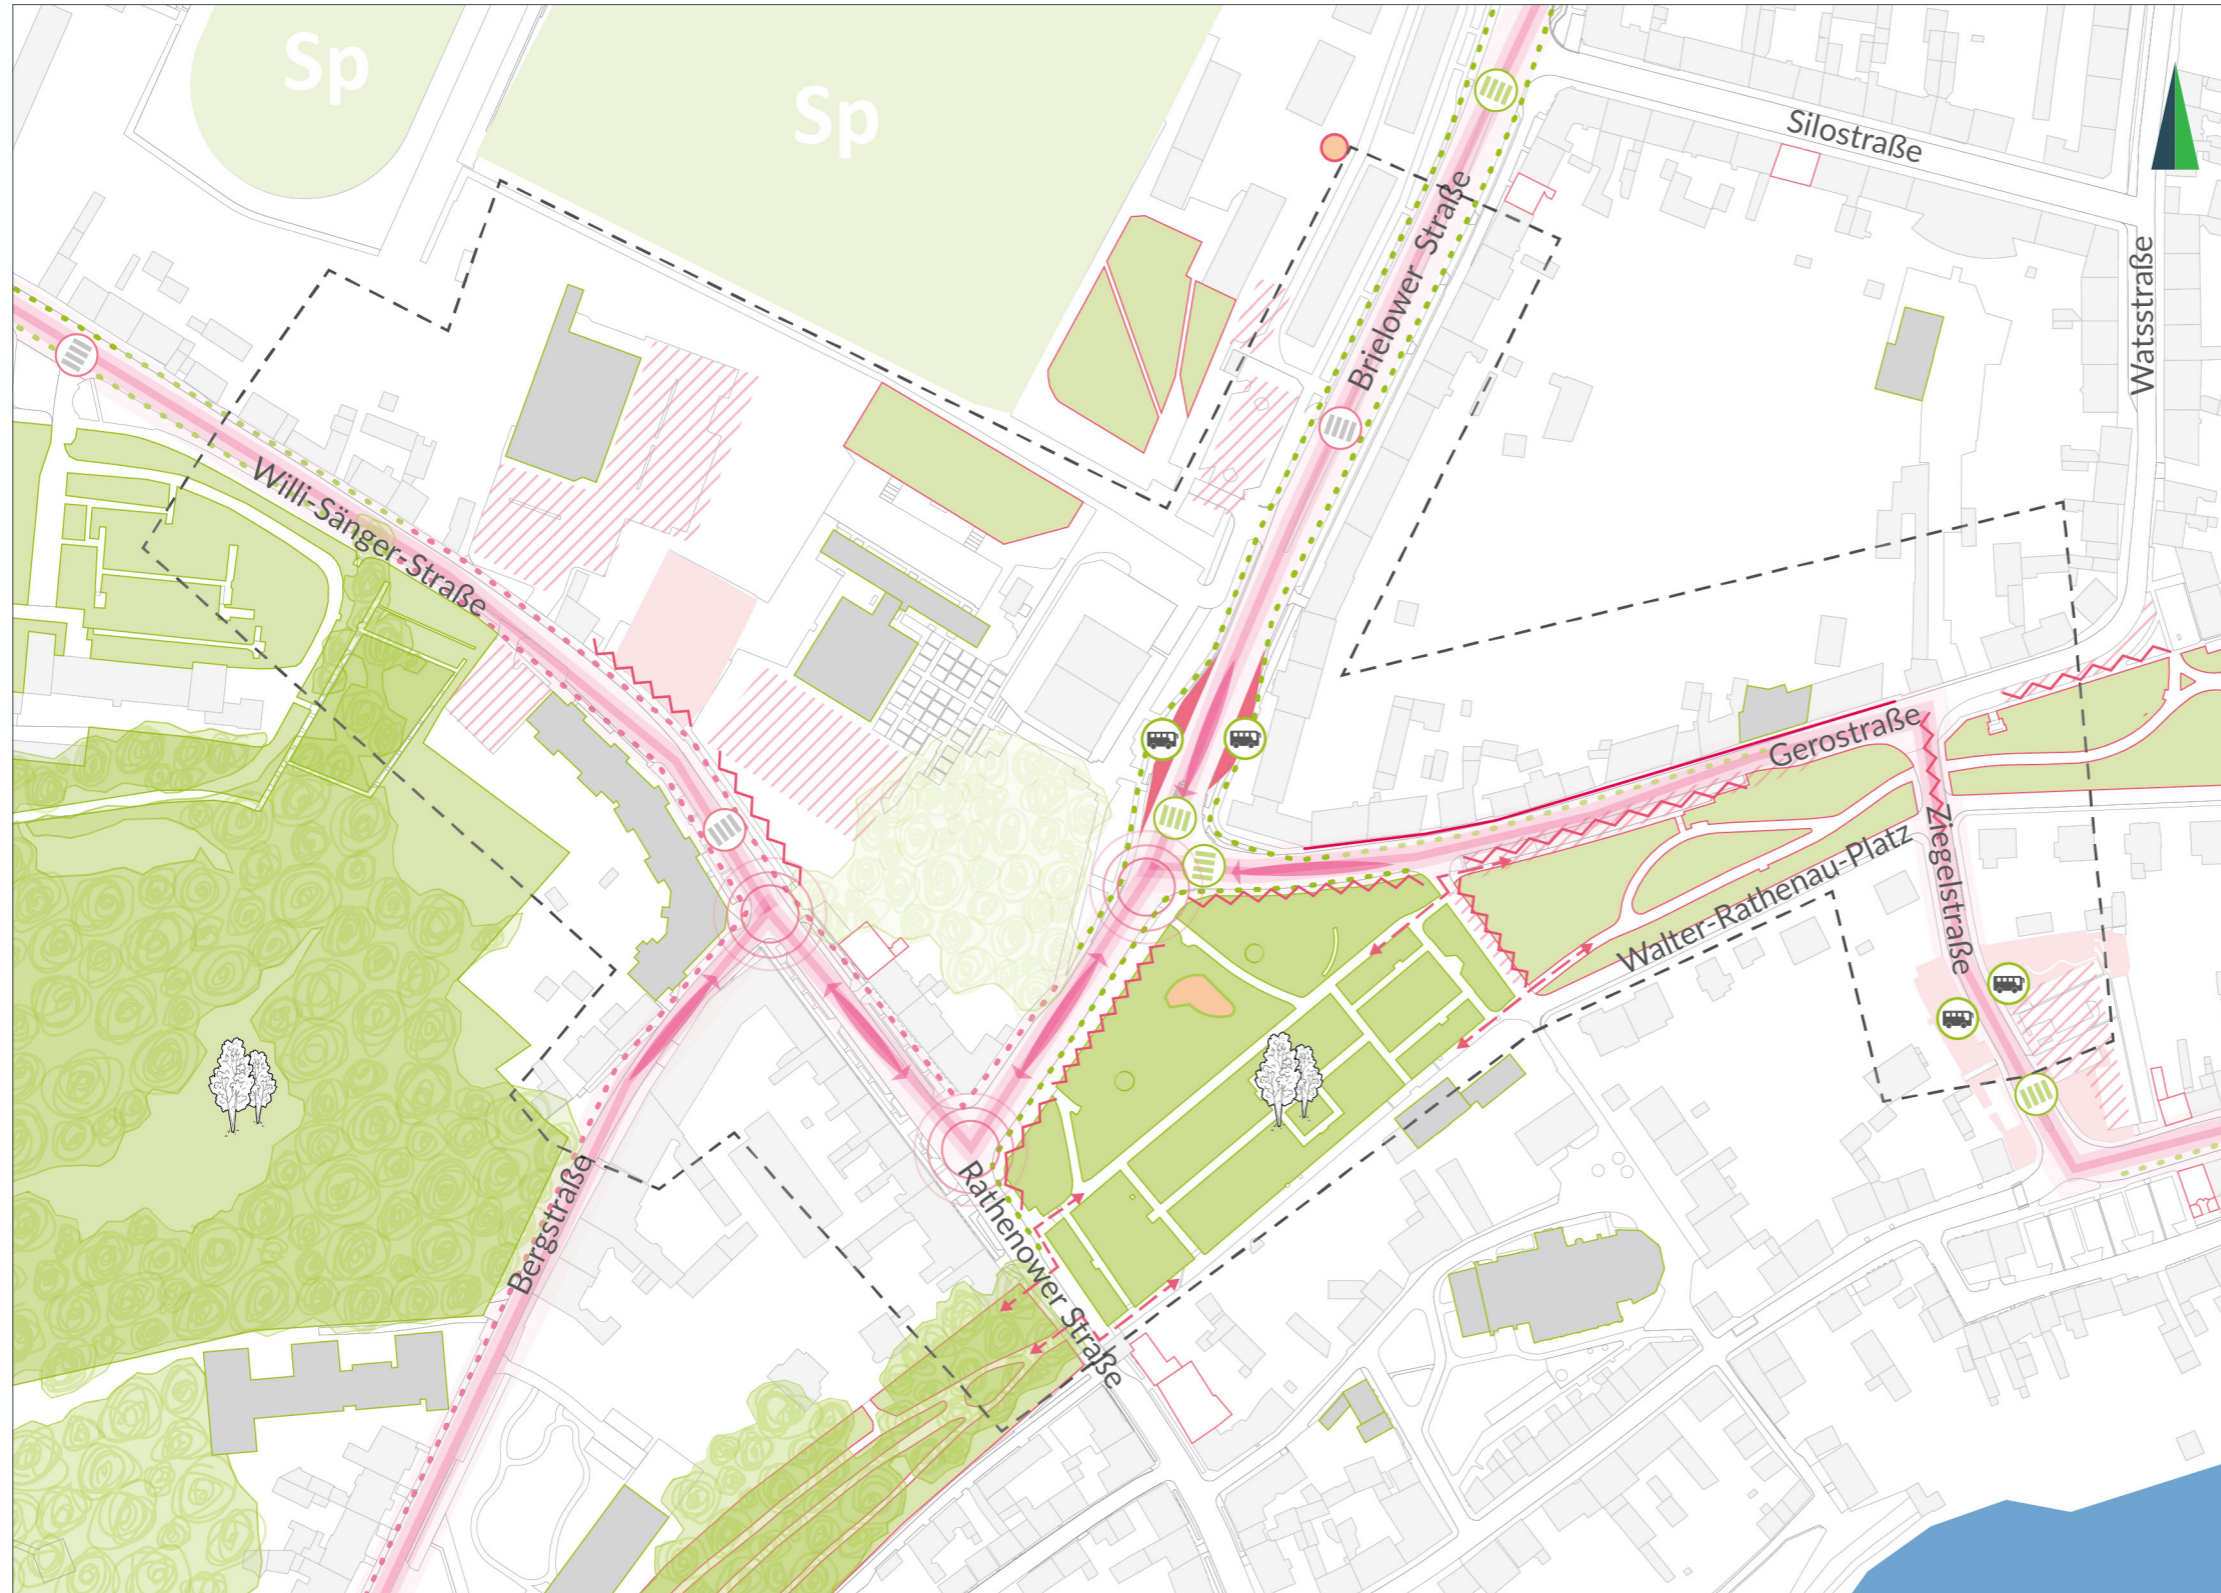 Sp
Sp
Silostraße
Brielower Straße
Watsstraße
Willi-Sänger-Straße
Gerostraße
Ziegelstraße
Walter-Rathenau-Platz
Rathenower Straße
Bergstraße